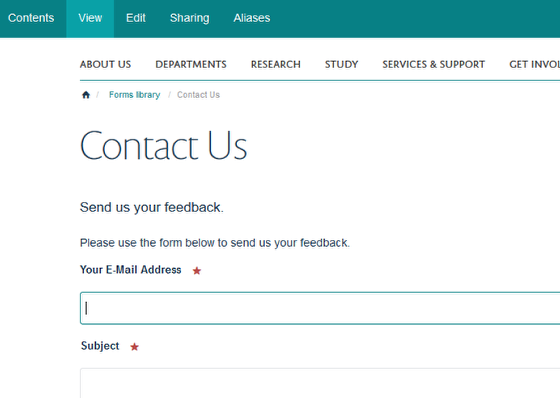 Contents View Edit Sharing Aliases
ABOUT US DEPARTMENTS RESEARCH STUDY SERVICES & SUPPORT GET INVOL
/ Forms library / Contact Us
Contact Us
Send us your feedback.
Please use the form below to send us your feedback.
Your E-Mail Address
Subject